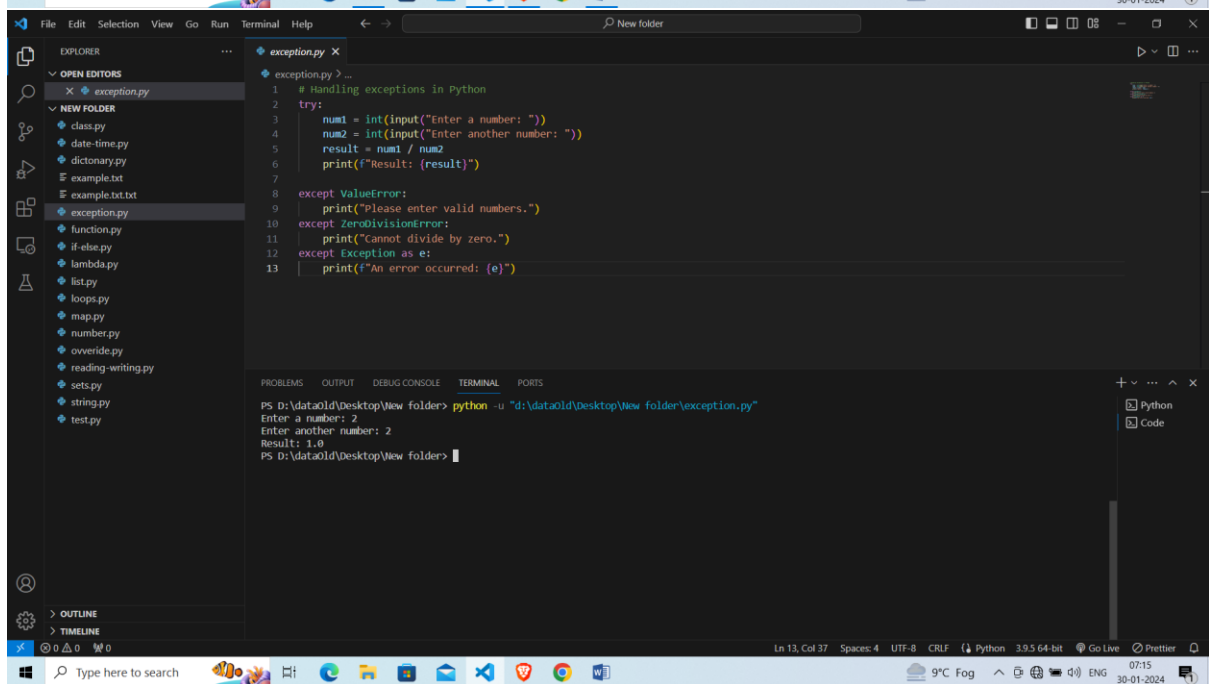 30-01-2024
File Edit Selection View Go Run Terminal Help
New folder
EXPLORER
exception.py
OPEN EDITORS
exception.py
NEW FOLDER
class.py
date-time.py
dictonary.py
example.txt
example.txt.txt
exception.py
function.py
if-else.py
lambda.py
list.py
loops.py
map.py
number.py
ovveride.py
reading-writing.py
sets.py
string.py
test.py
OUTLINE
TIMELINE
exception.py > ...
1 # Handling exceptions in Python
2 try:
3     num1 = int(input("Enter a number: "))
4     num2 = int(input("Enter another number: "))
5     result = num1 / num2
6     print(f"Result: {result}")
7
8 except ValueError:
9     print("Please enter valid numbers.")
10 except ZeroDivisionError:
11     print("Cannot divide by zero.")
12 except Exception as e:
13     print(f"An error occurred: {e}")
PROBLEMS OUTPUT DEBUG CONSOLE TERMINAL PORTS
PS D:\dataOld\Desktop\New folder> python -u "d:\dataOld\Desktop\New folder\exception.py"
Enter a number: 2
Enter another number: 2
Result: 1.0
PS D:\dataOld\Desktop\New folder>
Python
Code
0 0 0 Ln 13, Col 37 Spaces: 4 UTF-8 CRLF Python 3.9.5 64-bit Go Live Prettier
Type here to search 9°C Fog ENG 07:15
30-01-2024 1